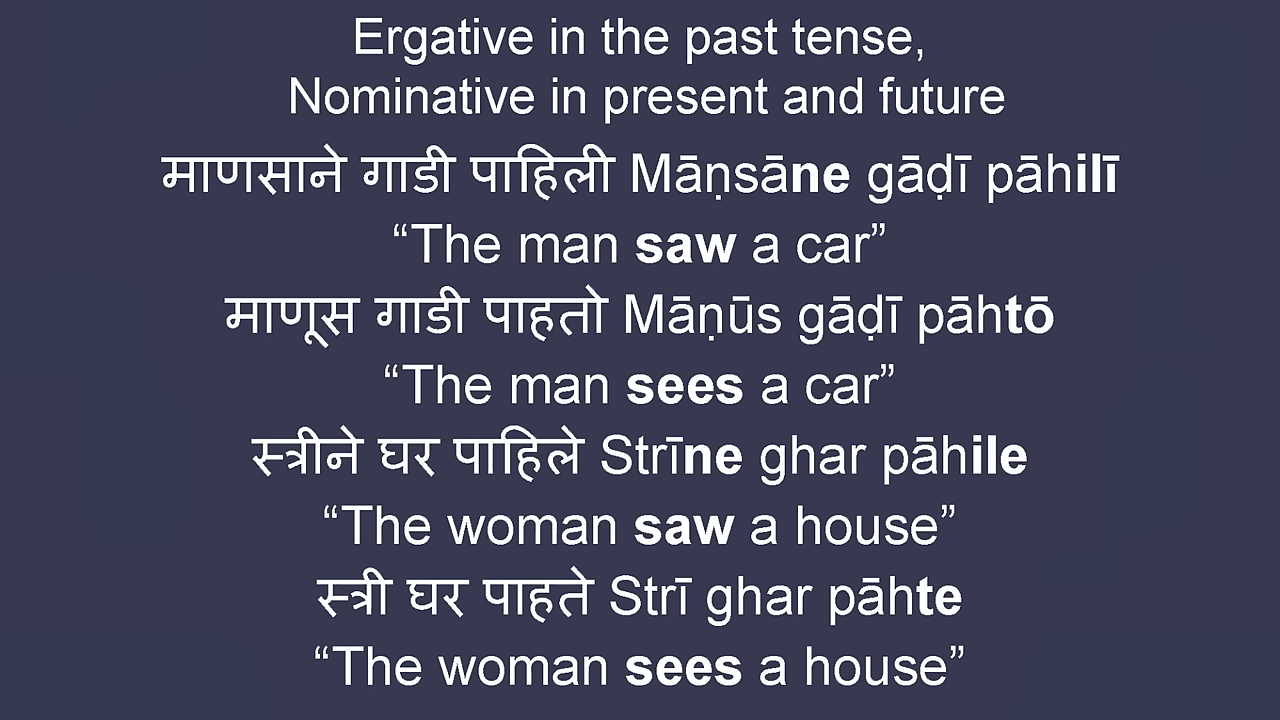 Ergative in the past tense,
Nominative in present and future
माणसाने गाडी पाहिली Māṇsāne gāḍī pāhilī
“The man saw a car”
माणूस गाडी पाहतो Māṇūs gāḍī pāhtō
“The man sees a car”
स्त्रीने घर पाहिले Strīne ghar pāhile
“The woman saw a house”
स्त्री घर पाहते Strī ghar pāhte
“The woman sees a house”